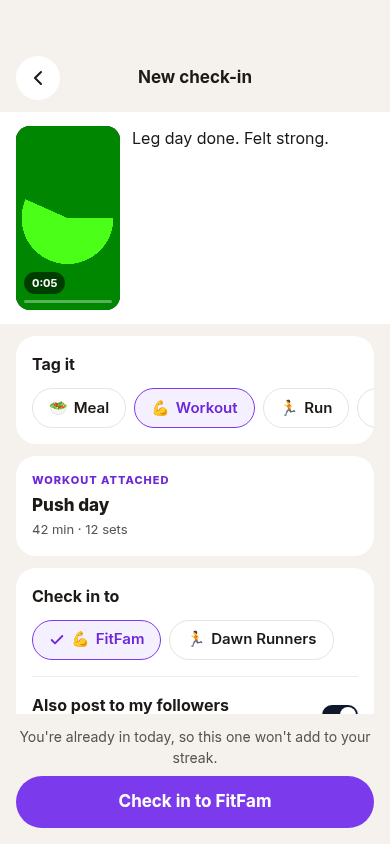 New check-in
Leg day done. Felt strong.
0:05
Tag it
🥗 Meal
💪 Workout
🏃 Run
WORKOUT ATTACHED
Push day
42 min · 12 sets
Check in to
💪 FitFam
🏃 Dawn Runners
Also post to my followers
You're already in today, so this one won't add to your
streak.
Check in to FitFam